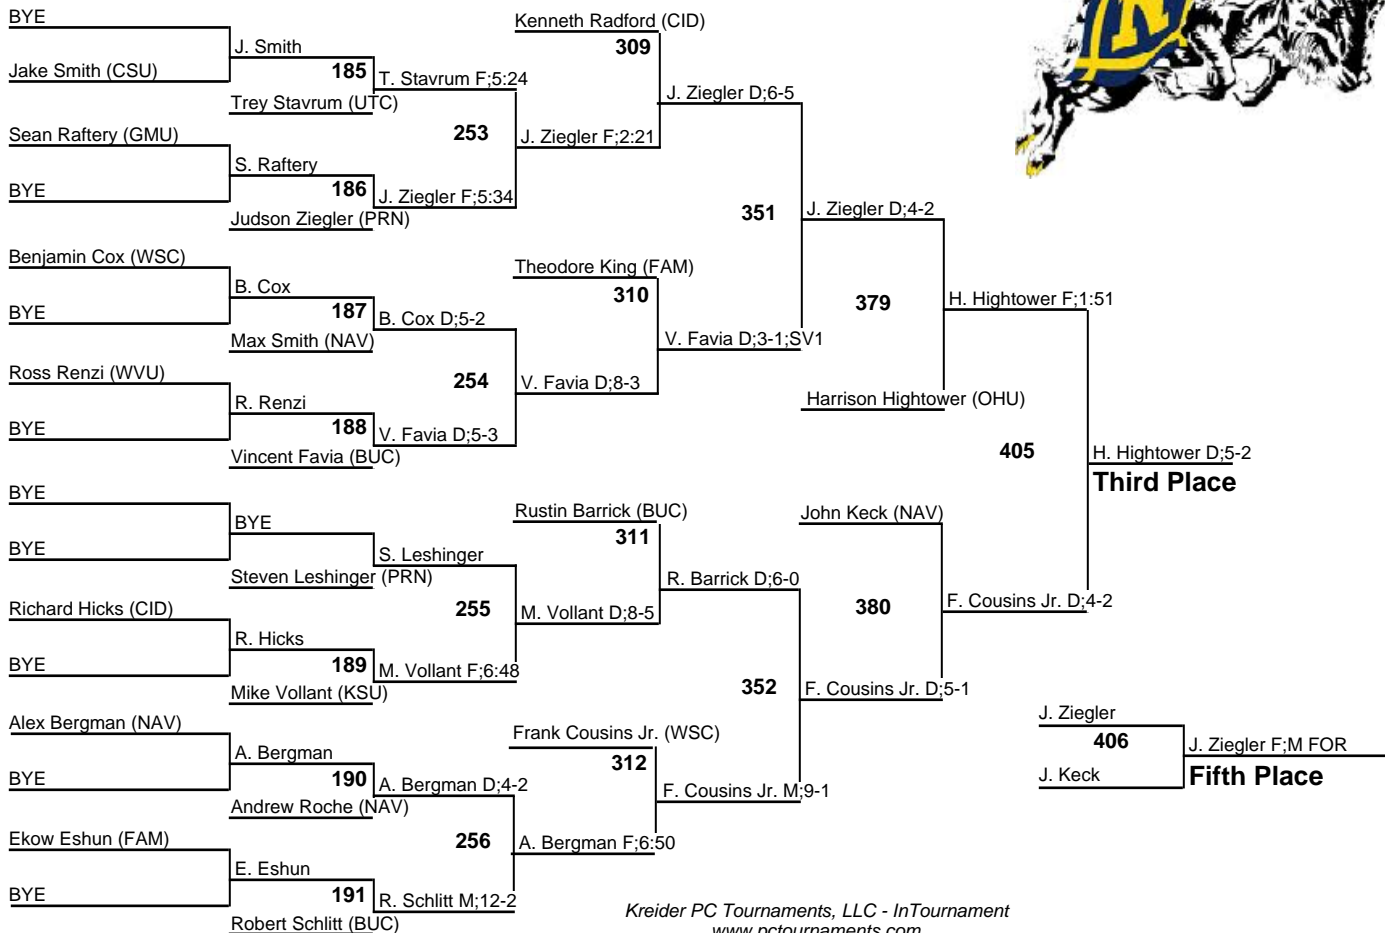 BYE
Jake Smith (CSU)
Sean Raftery (GMU)
BYE
Benjamin Cox (WSC)
BYE
Ross Renzi (WVU)
BYE
BYE
BYE
Richard Hicks (CID)
BYE
Alex Bergman (NAV)
BYE
Ekow Eshun (FAM)
BYE
J. Smith
185
Trey Stavrum (UTC)
S. Raftery
186
Judson Ziegler (PRN)
B. Cox
187
Max Smith (NAV)
R. Renzi
188
Vincent Favia (BUC)
BYE
Steven Leshinger (PRN)
R. Hicks
189
Mike Vollant (KSU)
A. Bergman
190
Andrew Roche (NAV)
E. Eshun
191
Robert Schlitt (BUC)
T. Stavrum F;5:24
253
J. Ziegler F;5:34
B. Cox D;5-2
254
V. Favia D;5-3
S. Leshinger
255
M. Vollant F;6:48
A. Bergman D;4-2
256
R. Schlitt M;12-2
Kenneth Radford (CID)
309
J. Ziegler F;2:21
Theodore King (FAM)
310
V. Favia D;8-3
Rustin Barrick (BUC)
311
M. Vollant D;8-5
Frank Cousins Jr. (WSC)
312
A. Bergman F;6:50
J. Ziegler D;6-5
351
V. Favia D;3-1;SV1
R. Barrick D;6-0
352
F. Cousins Jr. M;9-1
J. Ziegler D;4-2
379
Harrison Hightower (OHU)
John Keck (NAV)
380
F. Cousins Jr. D;5-1
H. Hightower F;1:51
405
F. Cousins Jr. D;4-2
H. Hightower D;5-2
Third Place
J. Ziegler
406
J. Keck
J. Ziegler F;M FOR
Fifth Place
Kreider PC Tournaments, LLC - InTournament
www.pctournaments.com
N